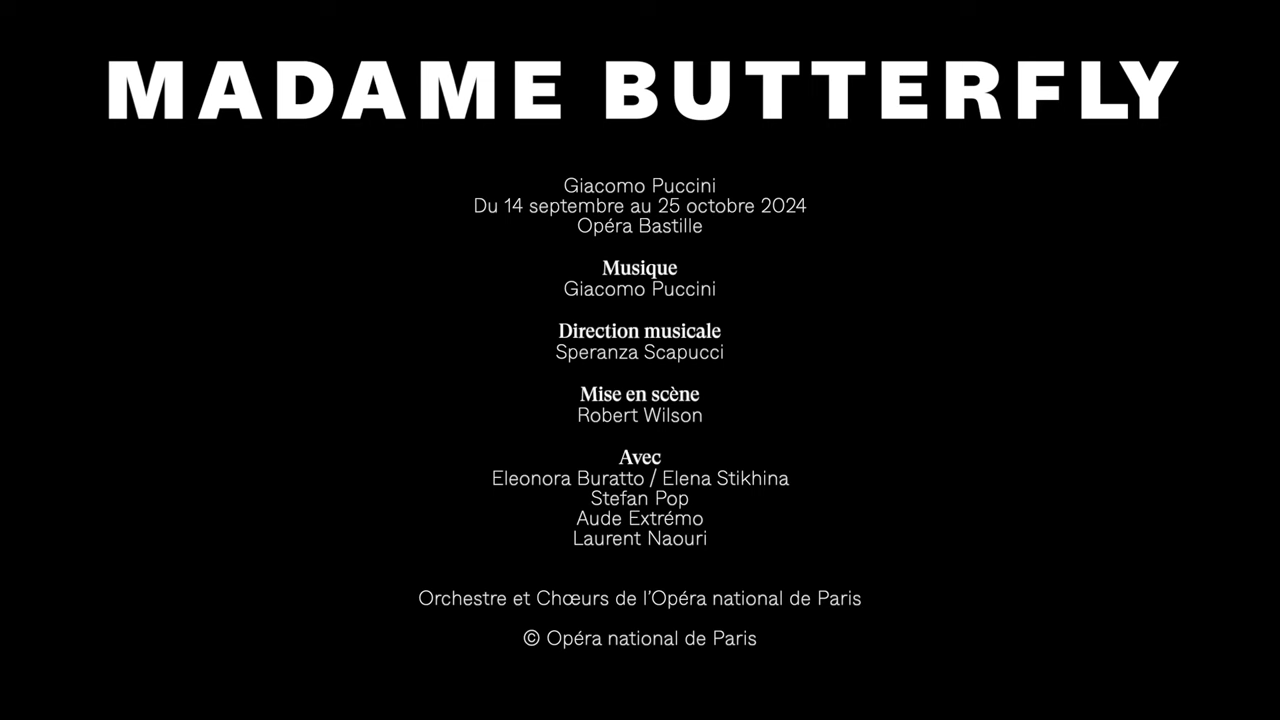 MADAME BUTTERFLY
Giacomo Puccini
Du 14 septembre au 25 octobre 2024
Opéra Bastille
Musique
Giacomo Puccini
Direction musicale
Speranza Scapucci
Mise en scène
Robert Wilson
Avec
Eleonora Buratto / Elena Stikhina
Stefan Pop
Aude Extrémo
Laurent Naouri
Orchestre et Chœurs de l'Opéra national de Paris
© Opéra national de Paris